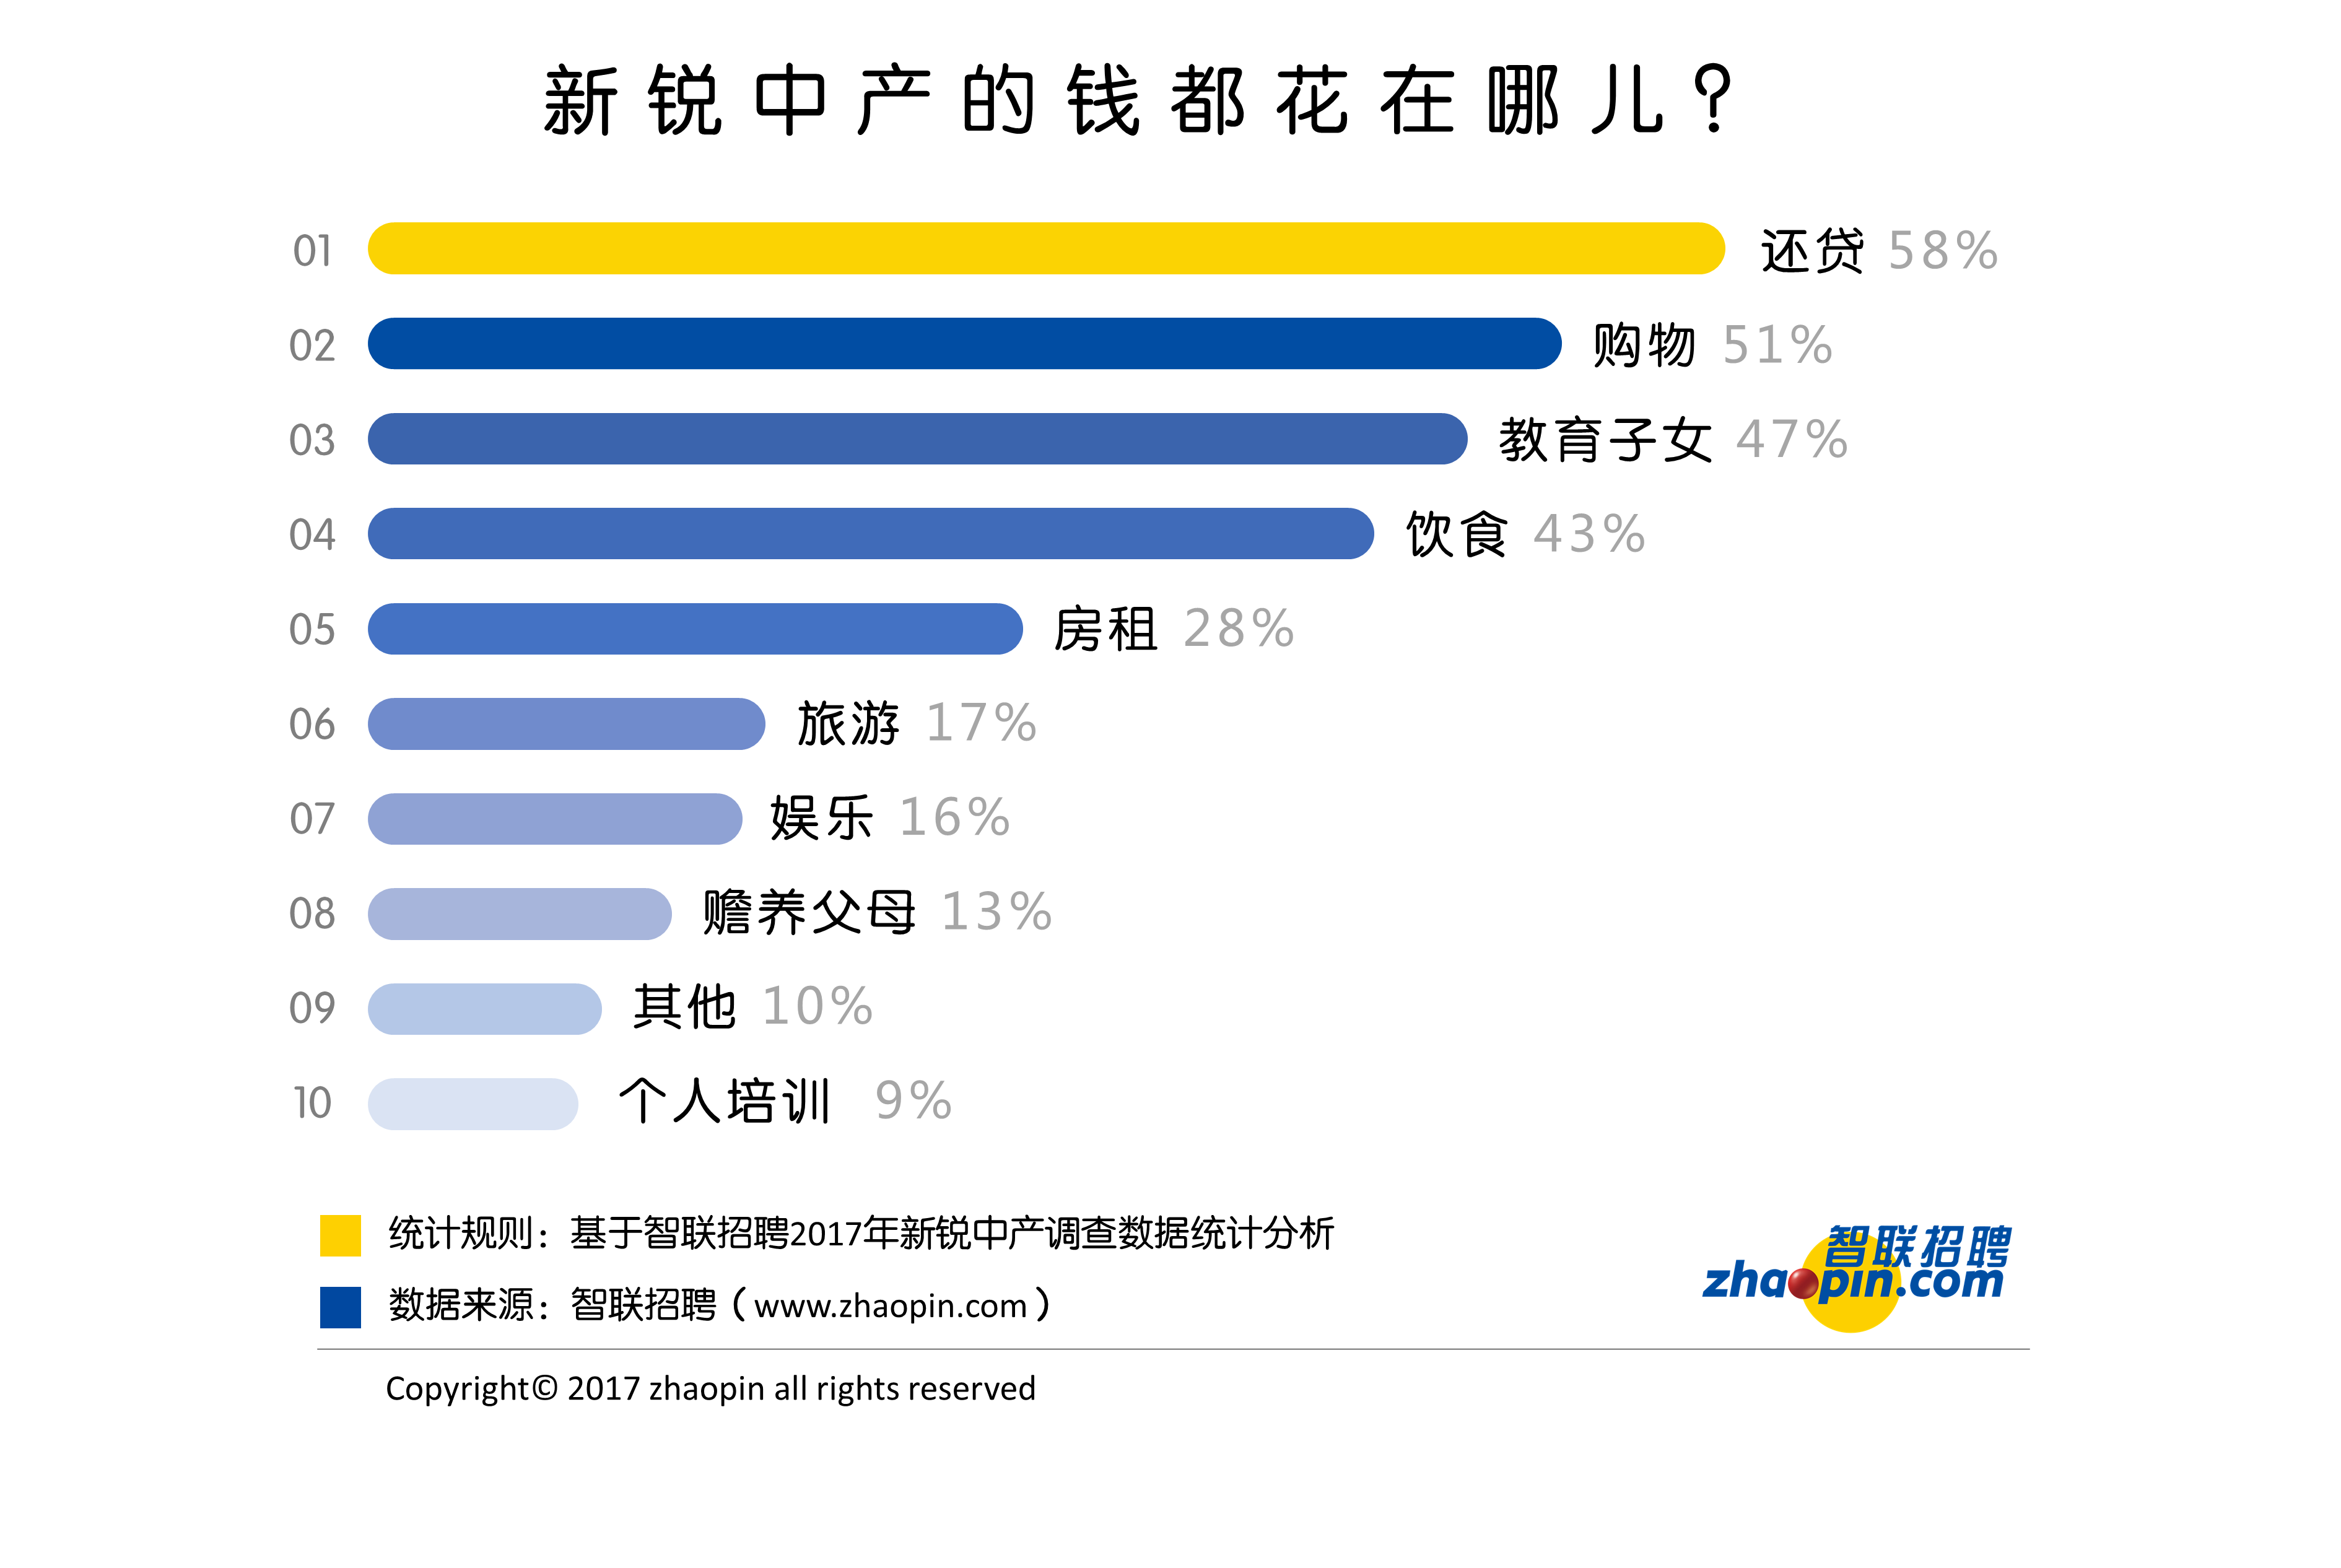 新锐中产的钱都花在哪儿？
01 还贷 58%
02 购物 51%
03 教育子女 47%
04 饮食 43%
05 房租 28%
06 旅游 17%
07 娱乐 16%
08 赡养父母 13%
09 其他 10%
10 个人培训 9%
统计规则：基于智联招聘2017年新锐中产调查数据统计分析
数据来源：智联招聘（www.zhaopin.com）
智联招聘
zhaopin.com
Copyright© 2017 zhaopin all rights reserved